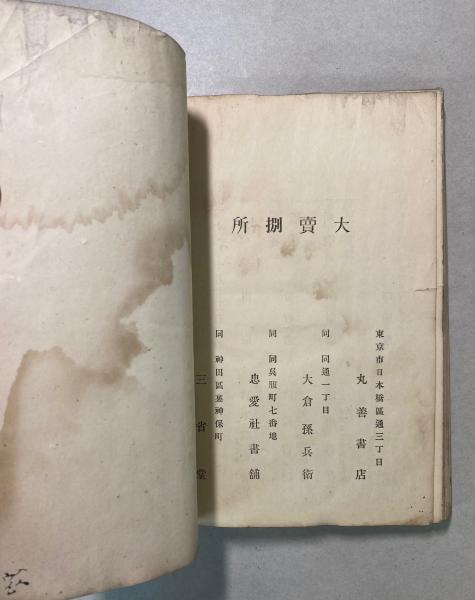 大賣捌所
東京市日本橋區通三丁目
丸善書店
同 同通一丁目
大倉孫兵衛
同 同呉服町七番地
忠愛社書舖
同 神田區裏神保町
三省堂